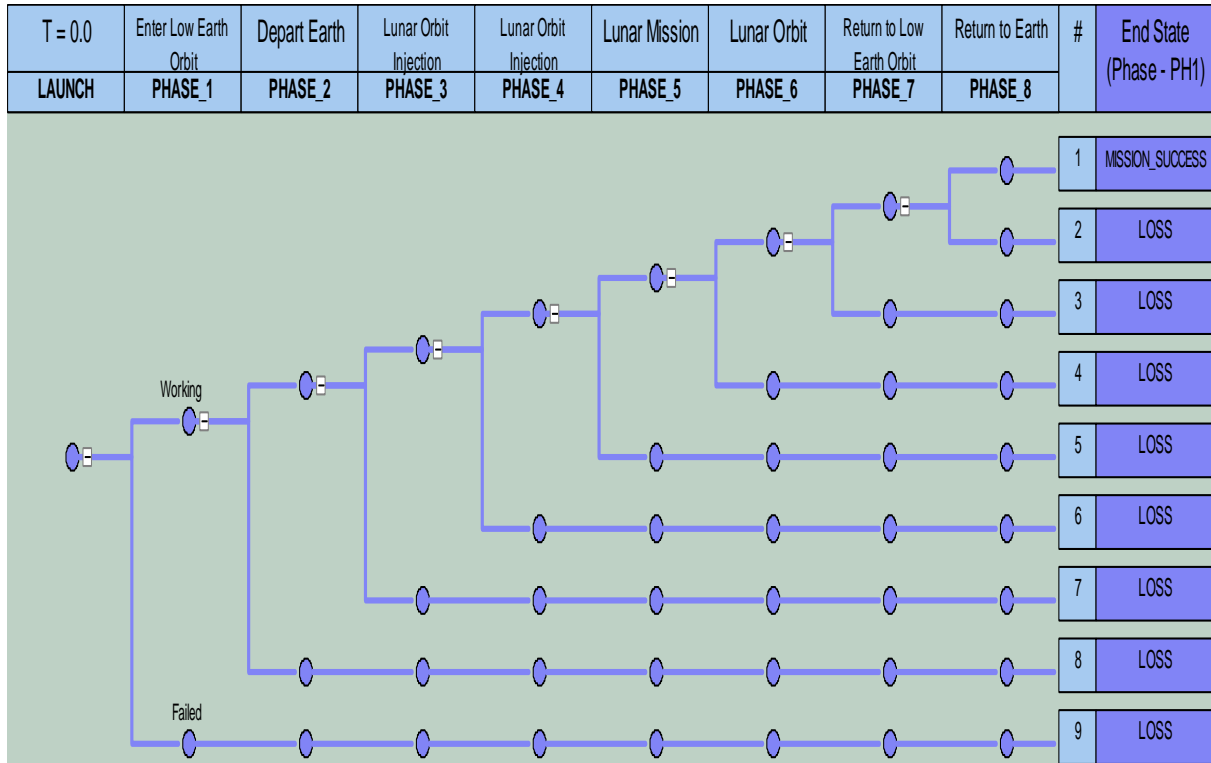 T = 0.0
Enter Low Earth
Orbit
Depart Earth
Lunar Orbit
Injection
Lunar Orbit
Injection
Lunar Mission
Lunar Orbit
Return to Low
Earth Orbit
Return to Earth
#
End State
(Phase - PH1)
LAUNCH
PHASE_1
PHASE_2
PHASE_3
PHASE_4
PHASE_5
PHASE_6
PHASE_7
PHASE_8
1 MISSION_SUCCESS
2 LOSS
3 LOSS
4 LOSS
Working
5 LOSS
6 LOSS
7 LOSS
8 LOSS
Failed
9 LOSS